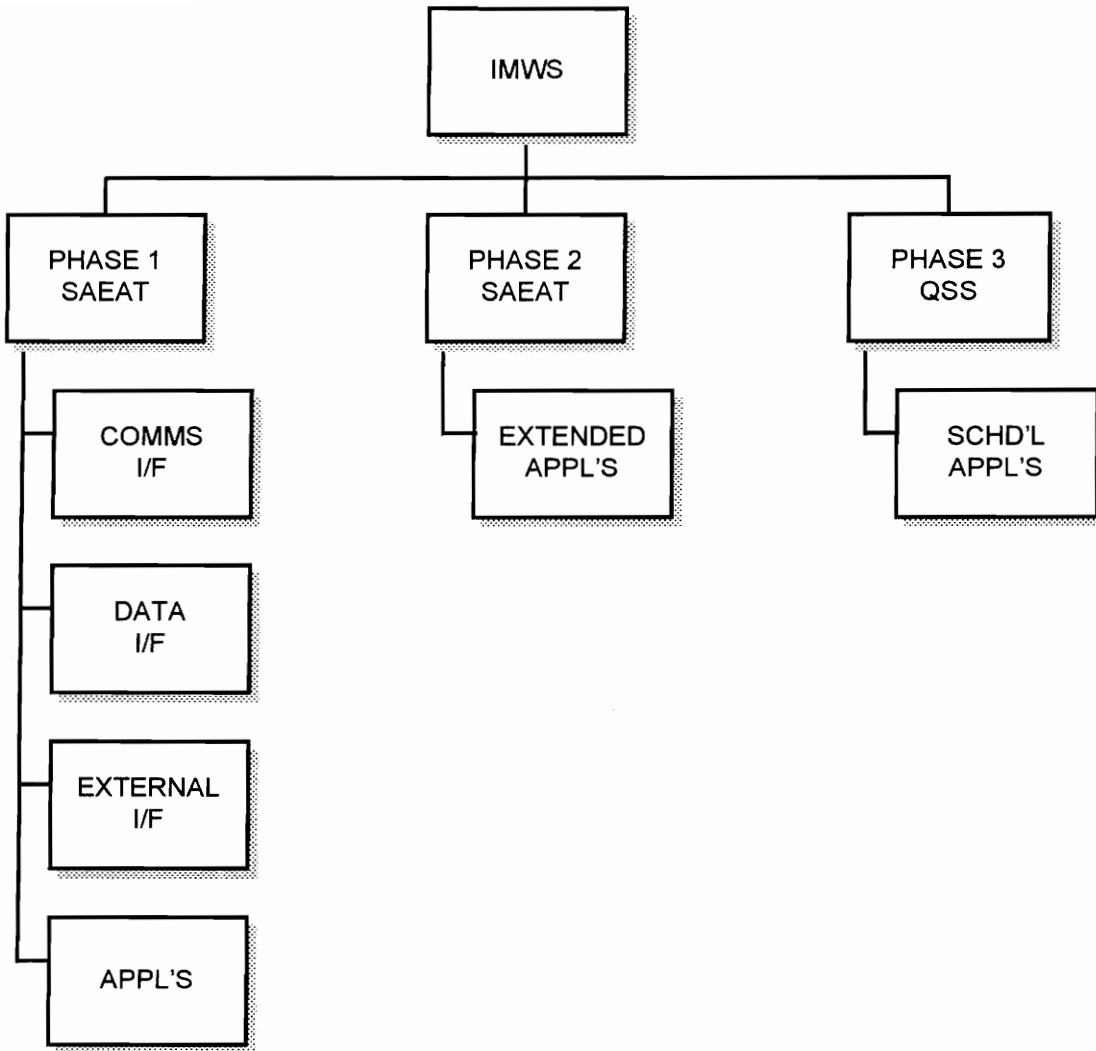 IMWS
PHASE 1
SAEAT
PHASE 2
SAEAT
PHASE 3
QSS
COMMS
I/F
EXTENDED
APPL'S
SCHD'L
APPL'S
DATA
I/F
EXTERNAL
I/F
APPL'S